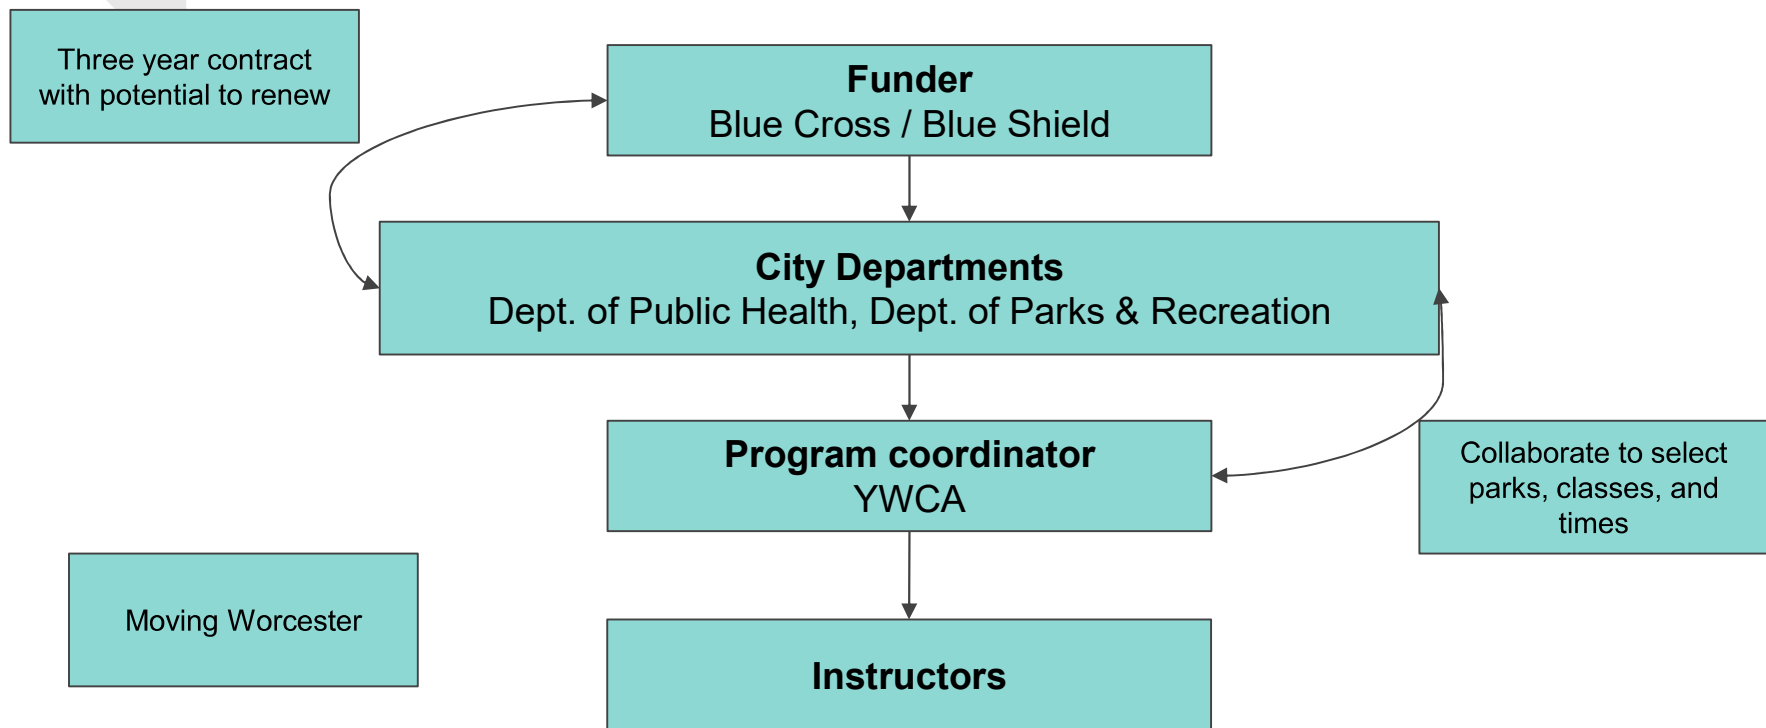 Three year contract
with potential to renew
Funder
Blue Cross / Blue Shield
City Departments
Dept. of Public Health, Dept. of Parks & Recreation
Program coordinator
YWCA
Collaborate to select
parks, classes, and
times
Moving Worcester
Instructors